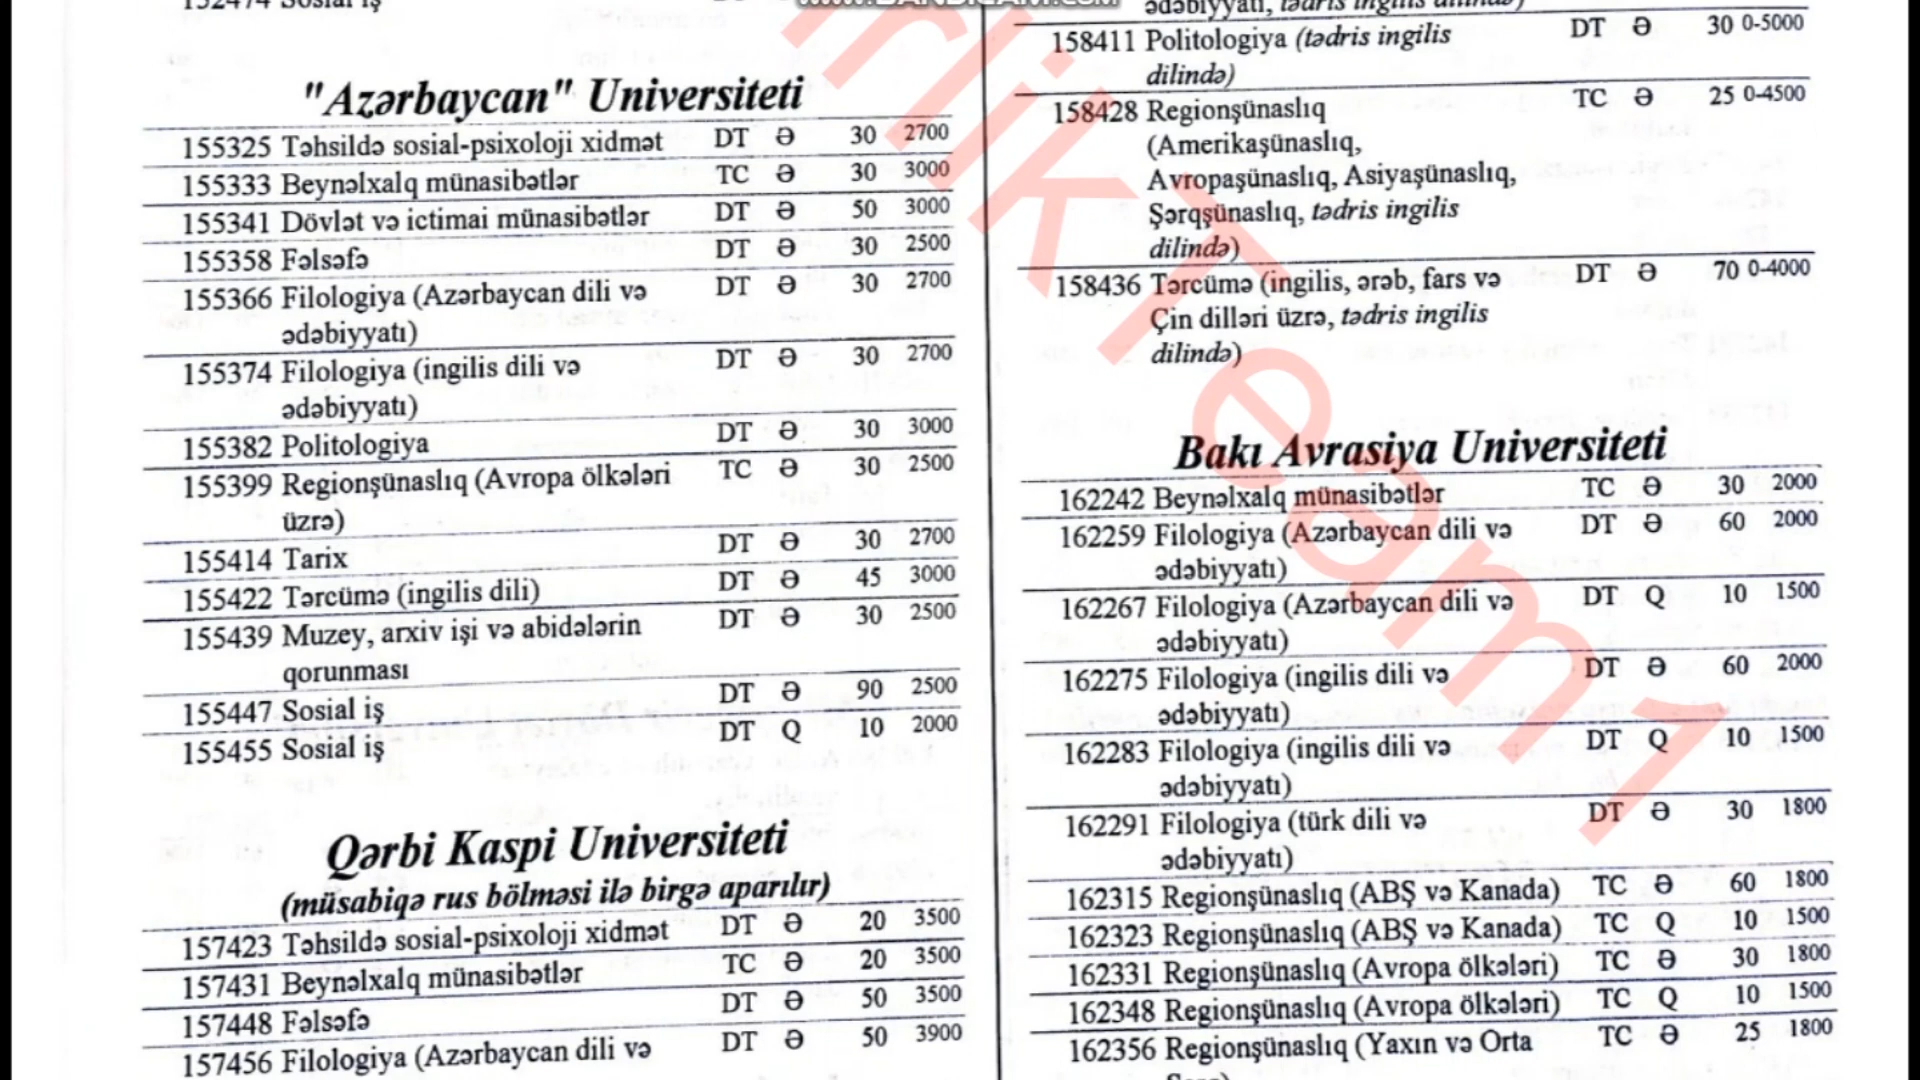 152474 Sosial iş
"Azərbaycan" Universiteti
155325 Təhsildə sosial-psixoloji xidmət DT Ə 30 2700
155333 Beynəlxalq münasibətlər TC Ə 30 3000
155341 Dövlət və ictimai münasibətlər DT Ə 50 3000
155358 Fəlsəfə DT Ə 30 2500
155366 Filologiya (Azərbaycan dili və DT Ə 30 2700
ədəbiyyatı)
155374 Filologiya (ingilis dili və DT Ə 30 2700
ədəbiyyatı)
155382 Politologiya DT Ə 30 3000
155399 Regionşünaslıq (Avropa ölkələri TC Ə 30 2500
üzrə)
155414 Tarix DT Ə 30 2700
155422 Tərcümə (ingilis dili) DT Ə 45 3000
155439 Muzey, arxiv işi və abidələrin DT Ə 30 2500
qorunması
155447 Sosial iş DT Ə 90 2500
155455 Sosial iş DT Q 10 2000
Qərbi Kaspi Universiteti
(müsabiqə rus bölməsi ilə birgə aparılır)
157423 Təhsildə sosial-psixoloji xidmət DT Ə 20 3500
157431 Beynəlxalq münasibətlər TC Ə 20 3500
157448 Fəlsəfə DT Ə 50 3500
157456 Filologiya (Azərbaycan dili və DT Ə 50 3900
www.BANDICAM.com
ədəbiyyatı, tədris ingilis dilində)
158411 Politologiya (tədris ingilis DT Ə 30 0-5000
dilində)
158428 Regionşünaslıq TC Ə 25 0-4500
(Amerikaşünaslıq,
Avropaşünaslıq, Asiyaşünaslıq,
Şərqşünaslıq, tədris ingilis
dilində)
158436 Tərcümə (ingilis, ərəb, fars və DT Ə 70 0-4000
Çin dilləri üzrə, tədris ingilis
dilində)
Bakı Avrasiya Universiteti
162242 Beynəlxalq münasibətlər TC Ə 30 2000
162259 Filologiya (Azərbaycan dili və DT Ə 60 2000
ədəbiyyatı)
162267 Filologiya (Azərbaycan dili və DT Q 10 1500
ədəbiyyatı)
162275 Filologiya (ingilis dili və DT Ə 60 2000
ədəbiyyatı)
162283 Filologiya (ingilis dili və DT Q 10 1500
ədəbiyyatı)
162291 Filologiya (türk dili və DT Ə 30 1800
ədəbiyyatı)
162315 Regionşünaslıq (ABŞ və Kanada) TC Ə 60 1800
162323 Regionşünaslıq (ABŞ və Kanada) TC Q 10 1500
162331 Regionşünaslıq (Avropa ölkələri) TC Ə 30 1800
162348 Regionşünaslıq (Avropa ölkələri) TC Q 10 1500
162356 Regionşünaslıq (Yaxın və Orta TC Ə 25 1800
irlikTeam1